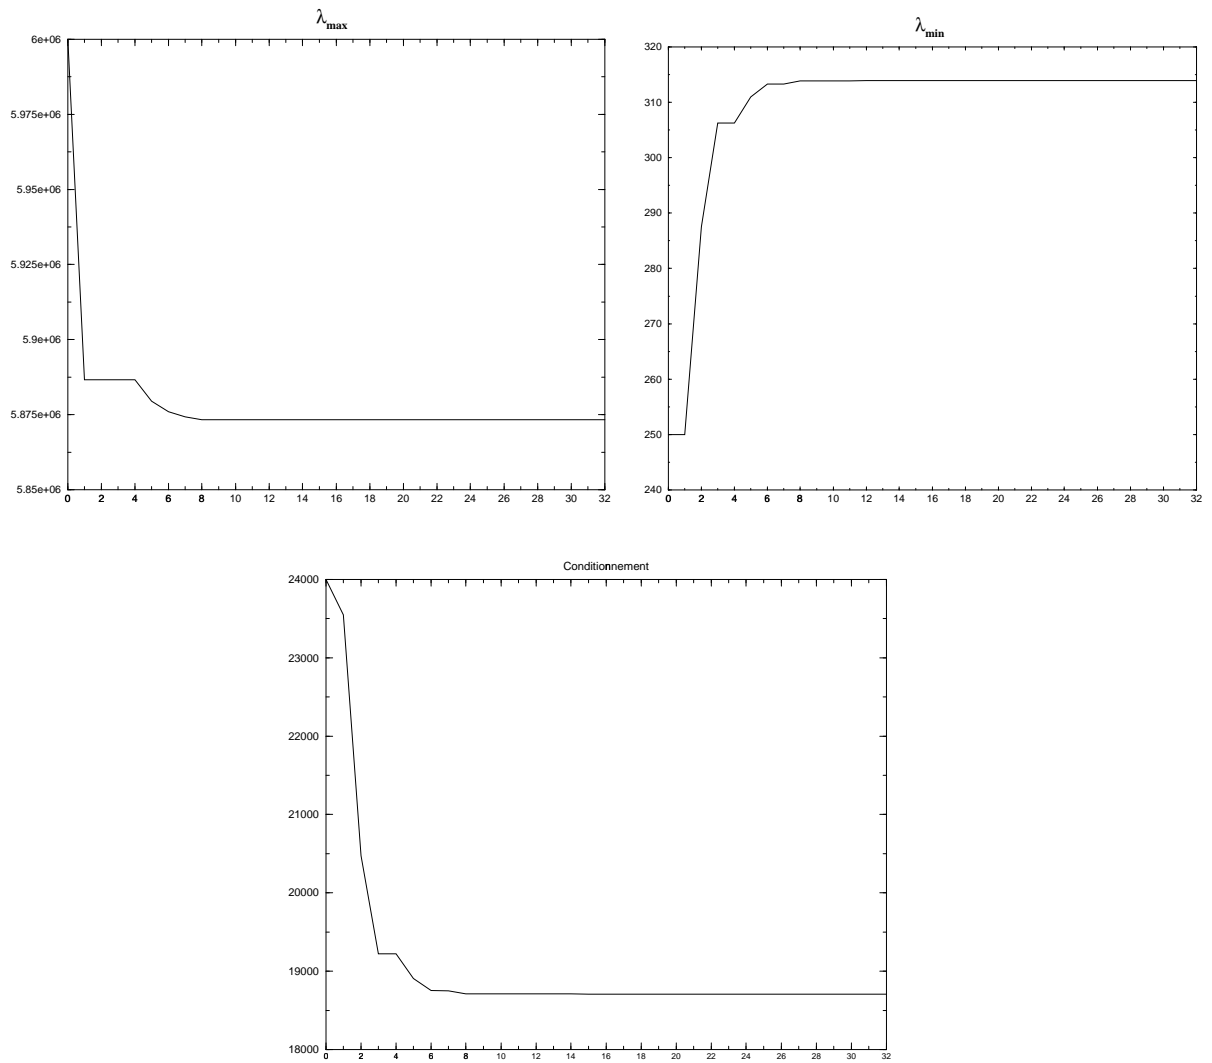 λmax
6e+06
5.975e+06
5.95e+06
5.925e+06
5.9e+06
5.875e+06
5.85e+06
0 2 4 6 8 10 12 14 16 18 20 22 24 26 28 30 32
λmin
320
310
300
290
280
270
260
250
240
0 2 4 6 8 10 12 14 16 18 20 22 24 26 28 30 32
Conditionnement
24000
23000
22000
21000
20000
19000
18000
0 2 4 6 8 10 12 14 16 18 20 22 24 26 28 30 32